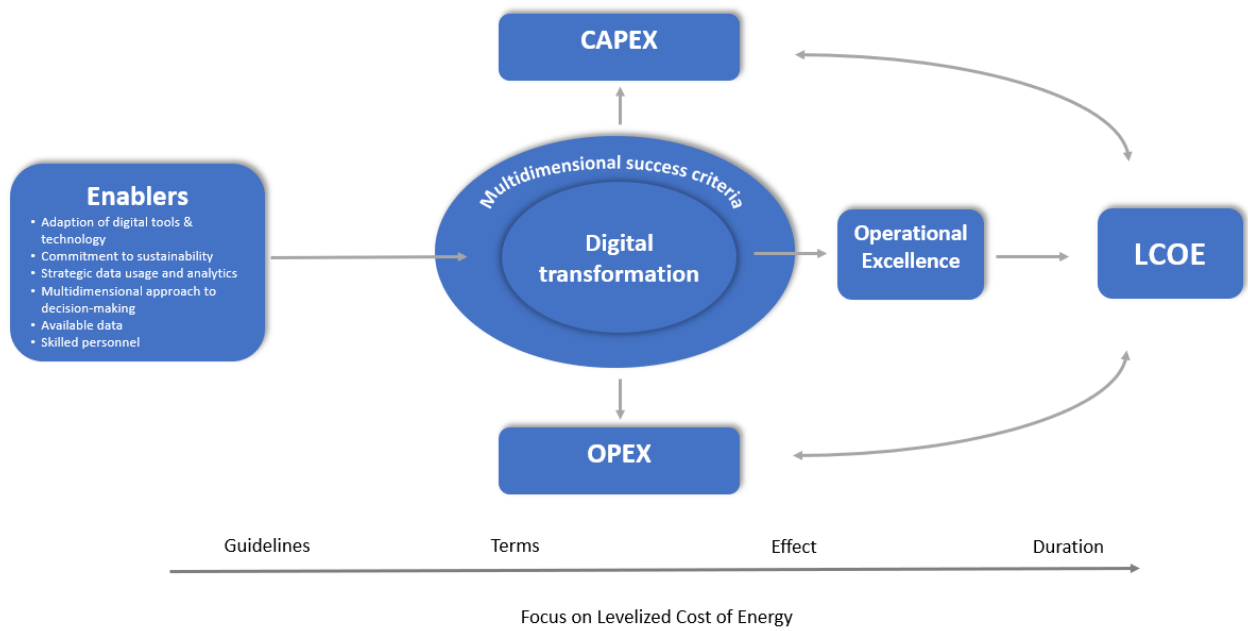 CAPEX
Enablers
• Adaption of digital tools &
technology
• Commitment to sustainability
• Strategic data usage and analytics
• Multidimensional approach to
decision-making
• Available data
• Skilled personnel
Multidimensional success criteria
Digital
transformation
Operational
Excellence
LCOE
OPEX
Guidelines
Terms
Effect
Duration
Focus on Levelized Cost of Energy